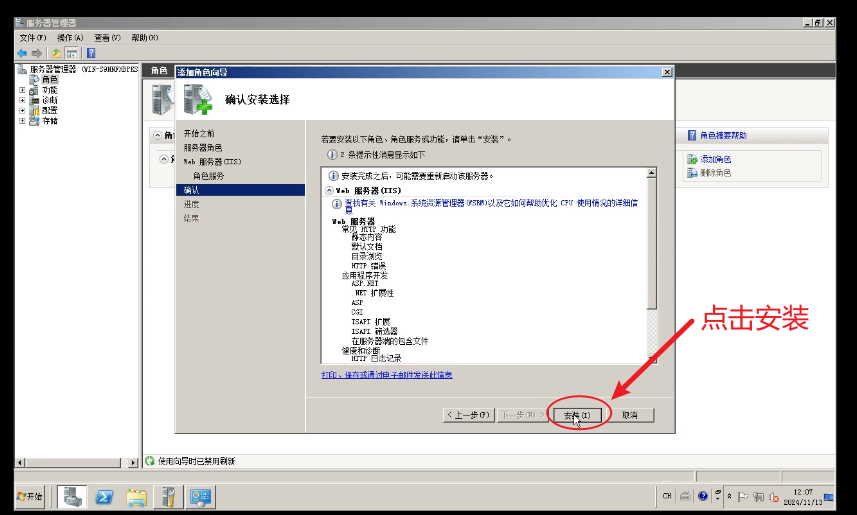 服务器管理器
文件(F) 操作(A) 查看(V) 帮助(H)
服务器管理器 (WIN-S9HNFMBPKES
角色
功能
诊断
配置
存储
角色
添加角色向导
确认安装选择
开始之前
服务器角色
Web 服务器(IIS)
角色服务
确认
进度
结果
若要安装以下角色、角色服务或功能，请单击“安装”。
2 条提示性消息显示如下
安装完成之后，可能需要重新启动该服务器。
Web 服务器(IIS)
查找有关 Windows 系统资源管理器(WSRM)以及它如何帮助优化 CPU 使用情况的详细信
息
Web 服务器
常见 HTTP 功能
静态内容
默认文档
目录浏览
HTTP 错误
应用程序开发
ASP.NET
.NET 扩展性
ASP
CGI
ISAPI 扩展
ISAPI 筛选器
在服务器端的包含文件
健康和诊断
HTTP 日志记录
打印、保存或通过电子邮件发送此信息
< 上一步(P)
下一步(N) >
安装(I)
取消
角色摘要帮助
添加角色
删除角色
点击安装
使用向导时已禁用刷新
开始
CH
12:07
2024/11/13